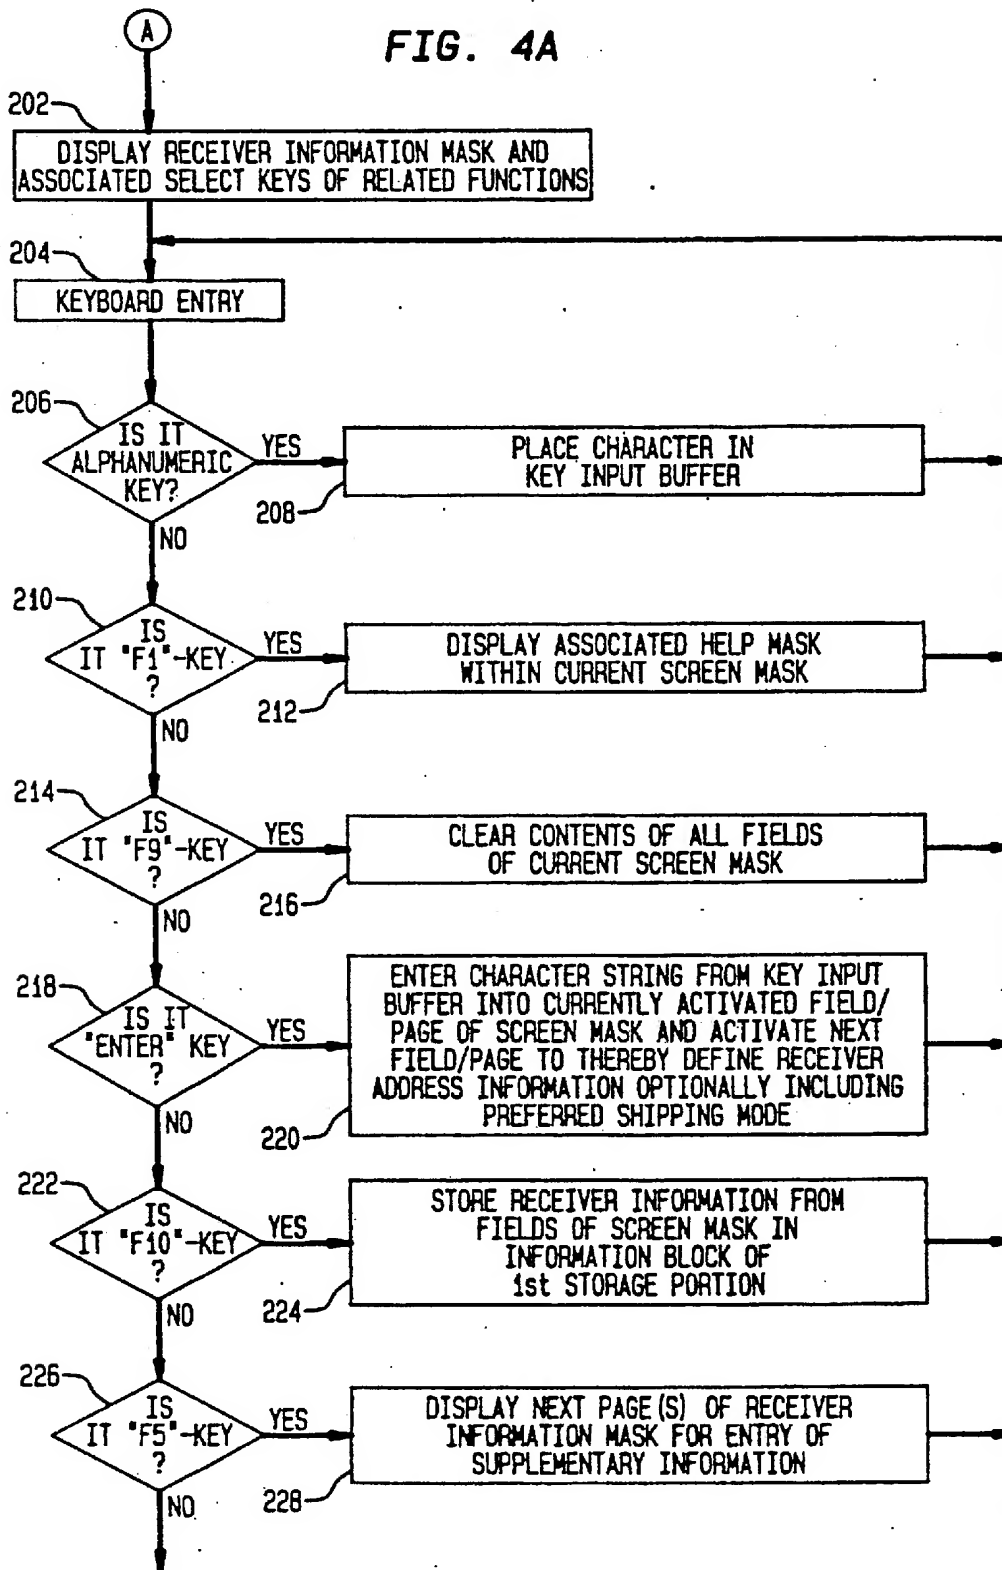 A
FIG. 4A
202
DISPLAY RECEIVER INFORMATION MASK AND
ASSOCIATED SELECT KEYS OF RELATED FUNCTIONS
204
KEYBOARD ENTRY
206
IS IT
ALPHANUMERIC
KEY?
YES
PLACE CHARACTER IN
KEY INPUT BUFFER
208
NO
210
IS
IT "F1"-KEY
?
YES
DISPLAY ASSOCIATED HELP MASK
WITHIN CURRENT SCREEN MASK
212
NO
214
IS
IT "F9"-KEY
?
YES
CLEAR CONTENTS OF ALL FIELDS
OF CURRENT SCREEN MASK
216
NO
218
IS IT
"ENTER" KEY
?
YES
ENTER CHARACTER STRING FROM KEY INPUT
BUFFER INTO CURRENTLY ACTIVATED FIELD/
PAGE OF SCREEN MASK AND ACTIVATE NEXT
FIELD/PAGE TO THEREBY DEFINE RECEIVER
ADDRESS INFORMATION OPTIONALLY INCLUDING
PREFERRED SHIPPING MODE
220
NO
222
IS
IT "F10"-KEY
?
YES
STORE RECEIVER INFORMATION FROM
FIELDS OF SCREEN MASK IN
INFORMATION BLOCK OF
1st STORAGE PORTION
224
NO
226
IS
IT "F5"-KEY
?
YES
DISPLAY NEXT PAGE(S) OF RECEIVER
INFORMATION MASK FOR ENTRY OF
SUPPLEMENTARY INFORMATION
228
NO